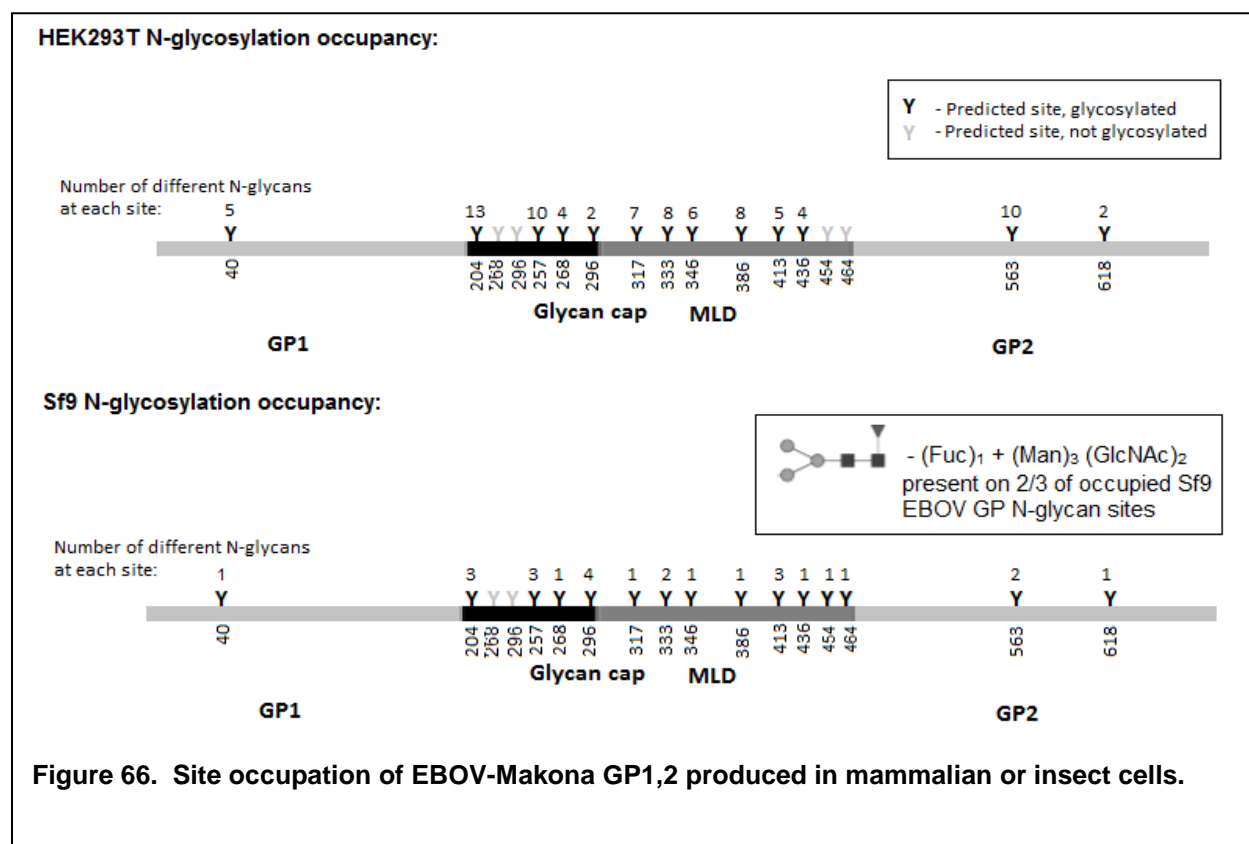 HEK293T N-glycosylation occupancy:
Y - Predicted site, glycosylated
Y - Predicted site, not glycosylated
Number of different N-glycans
at each site:
5 13 10 4 2 7 8 6 8 5 4 10 2
Y Y Y Y Y Y Y Y Y Y Y Y Y Y Y Y Y
40 204 268 296 257 268 296 317 333 346 386 413 436 454 464 563 618
Glycan cap MLD
GP1 GP2
Sf9 N-glycosylation occupancy:
- (Fuc)₁ + (Man)₃ (GlcNAc)₂
present on 2/3 of occupied Sf9
EBOV GP N-glycan sites
Number of different N-glycans
at each site:
1 3 3 1 4 1 2 1 1 3 1 1 1 2 1
Y Y Y Y Y Y Y Y Y Y Y Y Y Y Y Y Y
40 204 268 296 257 268 296 317 333 346 386 413 436 454 464 563 618
Glycan cap MLD
GP1 GP2
Figure 66. Site occupation of EBOV-Makona GP1,2 produced in mammalian or insect cells.